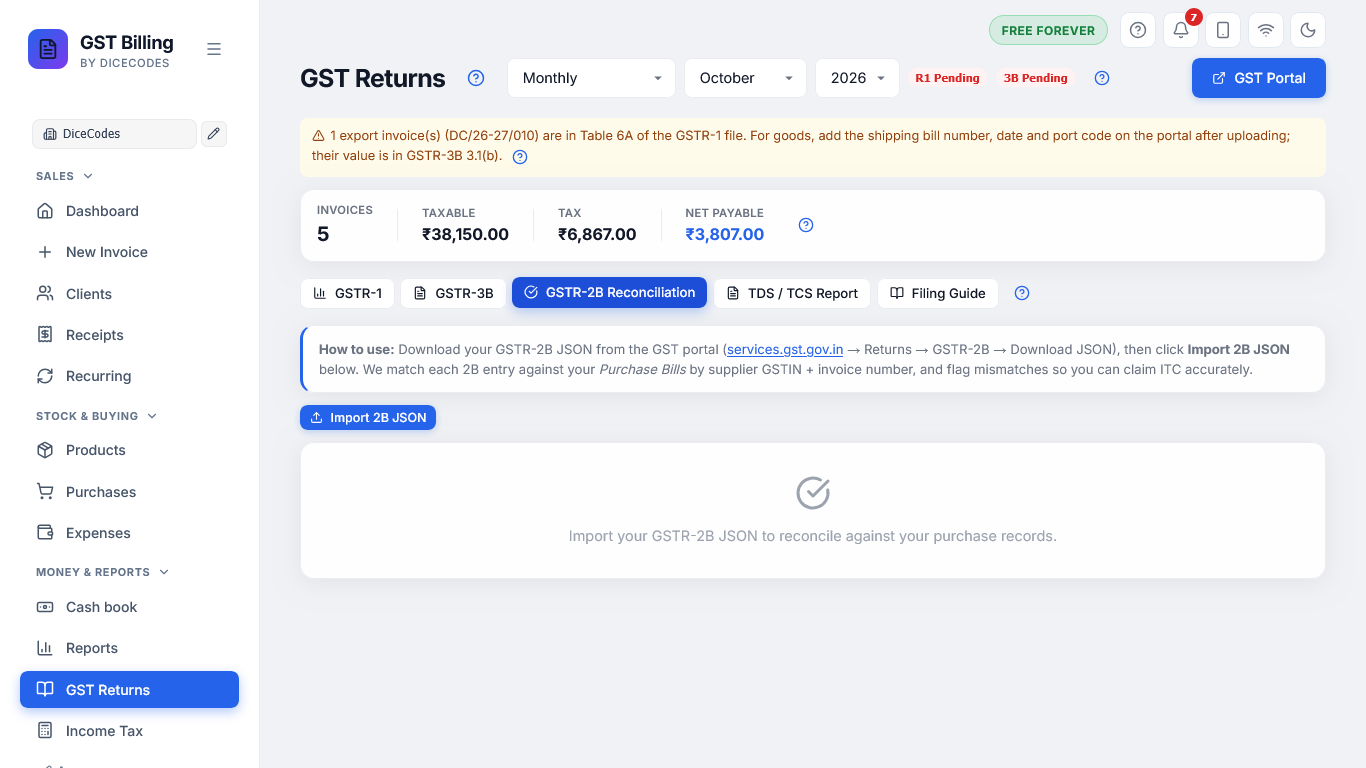 GST Billing
BY DICECODES
DiceCodes
SALES
Dashboard
New Invoice
Clients
Receipts
Recurring
STOCK & BUYING
Products
Purchases
Expenses
MONEY & REPORTS
Cash book
Reports
GST Returns
Income Tax
FREE FOREVER
7
GST Returns
Monthly
October
2026
R1 Pending
3B Pending
GST Portal
1 export invoice(s) (DC/26-27/010) are in Table 6A of the GSTR-1 file. For goods, add the shipping bill number, date and port code on the portal after uploading;
their value is in GSTR-3B 3.1(b).
INVOICES
5
TAXABLE
₹38,150.00
TAX
₹6,867.00
NET PAYABLE
₹3,807.00
GSTR-1
GSTR-3B
GSTR-2B Reconciliation
TDS / TCS Report
Filing Guide
How to use: Download your GSTR-2B JSON from the GST portal (services.gst.gov.in → Returns → GSTR-2B → Download JSON), then click Import 2B JSON
below. We match each 2B entry against your Purchase Bills by supplier GSTIN + invoice number, and flag mismatches so you can claim ITC accurately.
Import 2B JSON
Import your GSTR-2B JSON to reconcile against your purchase records.